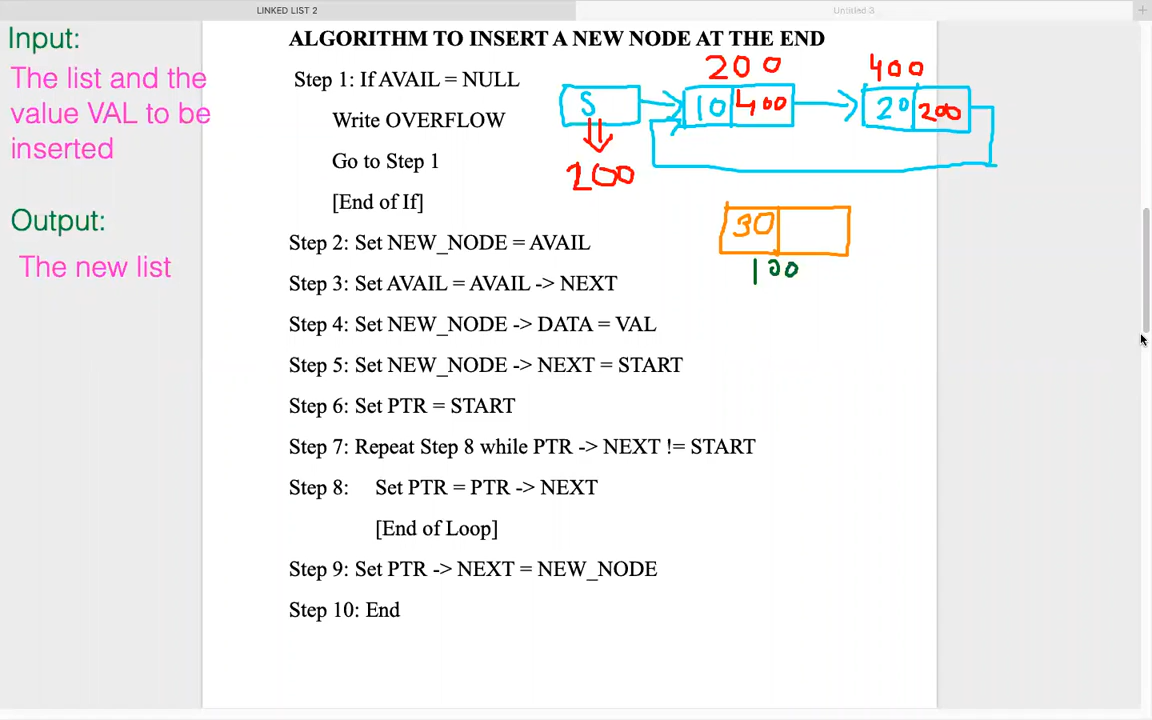 LINKED LIST 2
Untitled 3
Input:
The list and the
value VAL to be
inserted
Output:
The new list
ALGORITHM TO INSERT A NEW NODE AT THE END
Step 1: If AVAIL = NULL
Write OVERFLOW
Go to Step 1
[End of If]
Step 2: Set NEW_NODE = AVAIL
Step 3: Set AVAIL = AVAIL -> NEXT
Step 4: Set NEW_NODE -> DATA = VAL
Step 5: Set NEW_NODE -> NEXT = START
Step 6: Set PTR = START
Step 7: Repeat Step 8 while PTR -> NEXT != START
Step 8: Set PTR = PTR -> NEXT
[End of Loop]
Step 9: Set PTR -> NEXT = NEW_NODE
Step 10: End
200 400
S 10 400 20 200
200
30
100